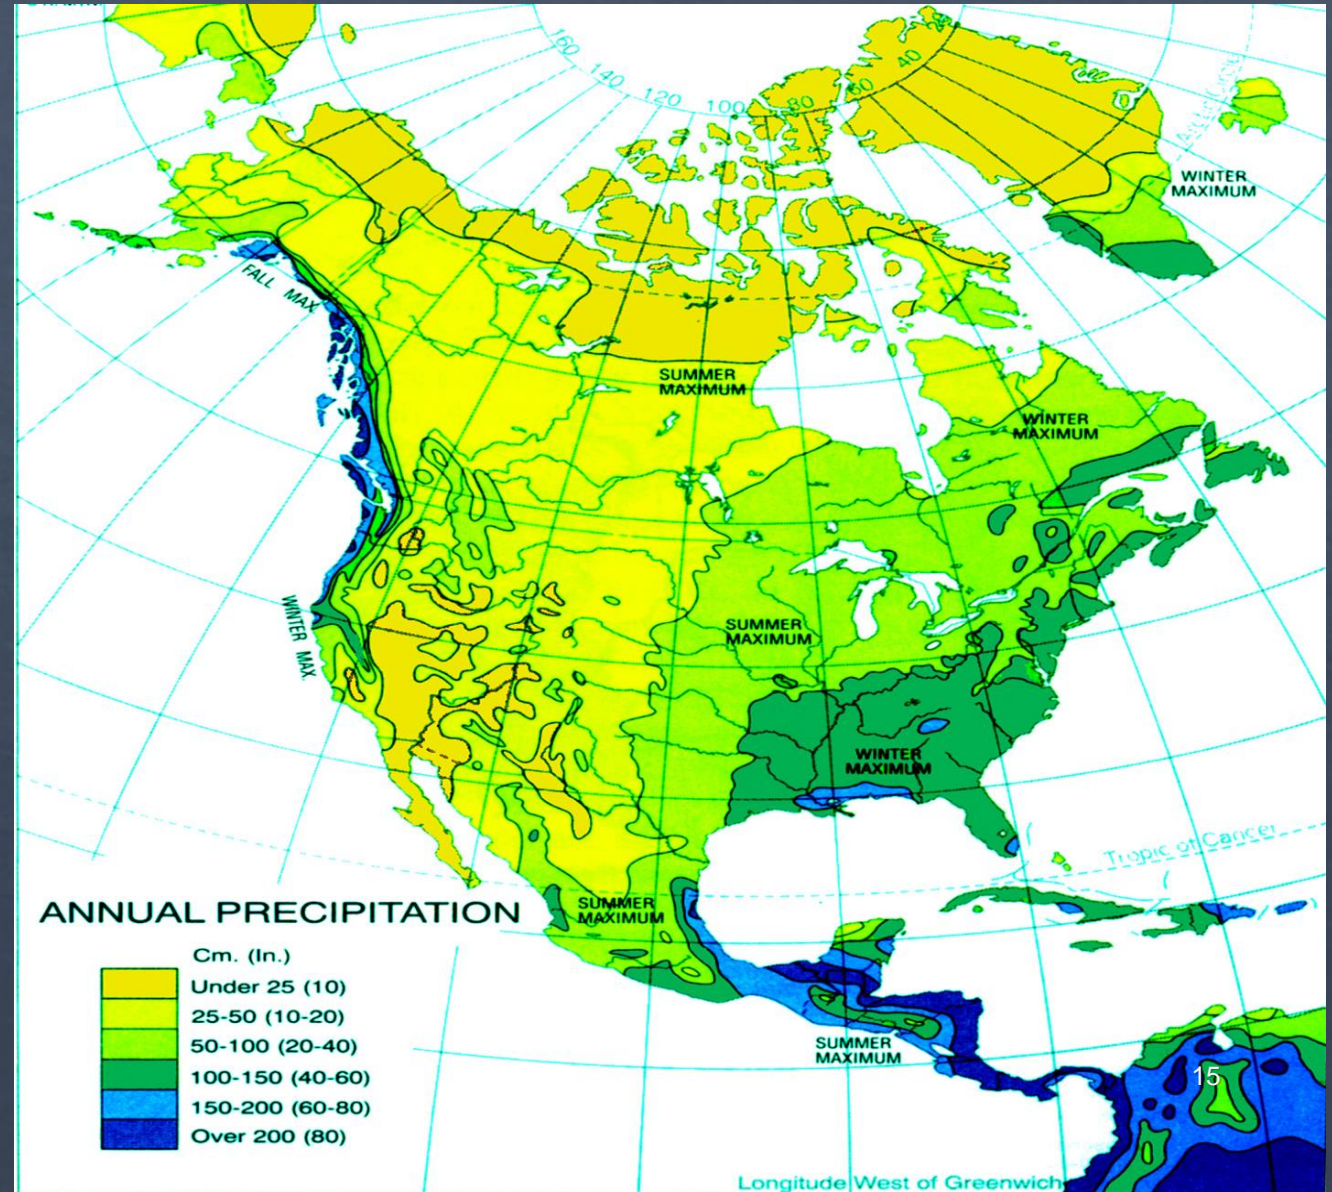 160
140
120
100
80
60
40
WINTER
MAXIMUM
FALL MAX.
SUMMER
MAXIMUM
WINTER
MAXIMUM
WINTER MAX.
SUMMER
MAXIMUM
WINTER
MAXIMUM
Tropic of Cancer
SUMMER
MAXIMUM
ANNUAL PRECIPITATION
Cm. (In.)
Under 25 (10)
25-50 (10-20)
50-100 (20-40)
100-150 (40-60)
150-200 (60-80)
Over 200 (80)
SUMMER
MAXIMUM
15
Longitude West of Greenwich